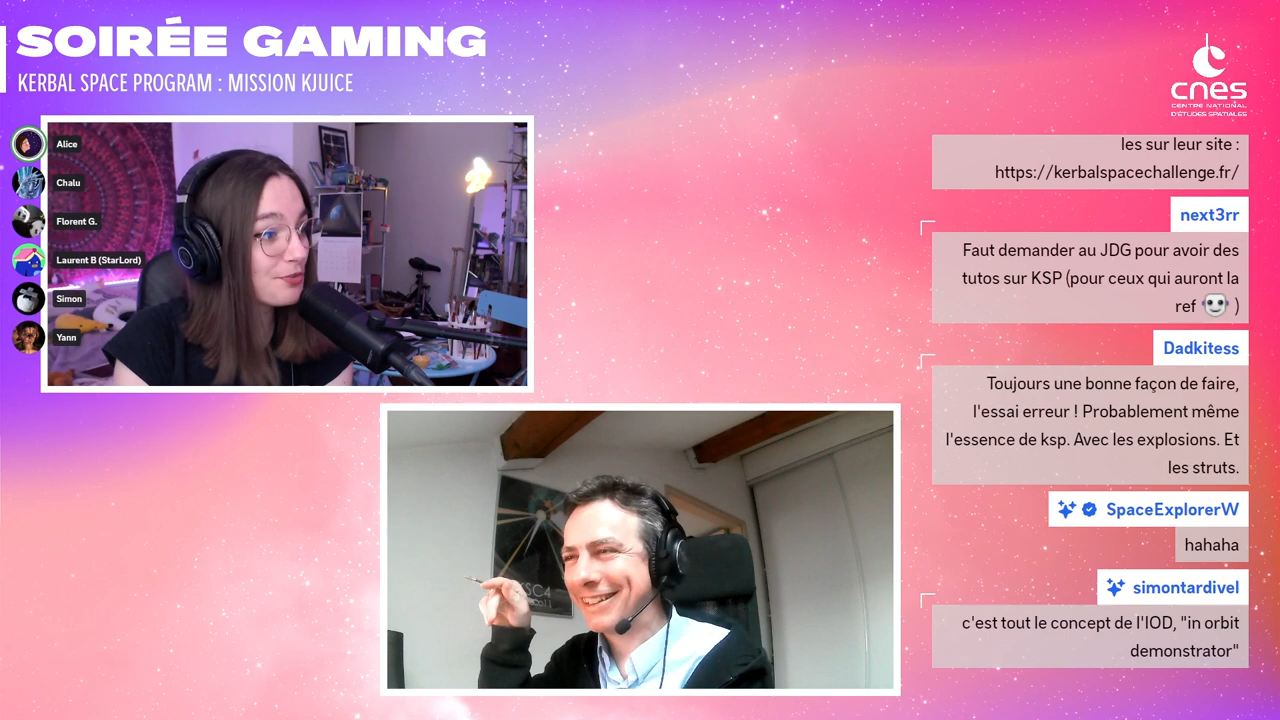 SOIRÉE GAMING
KERBAL SPACE PROGRAM : MISSION KJUICE
cnes
CENTRE NATIONAL
D'ÉTUDES SPATIALES
Alice
Chalu
Florent G.
Laurent B (StarLord)
Simon
Yann
les sur leur site :
https://kerbalspacechallenge.fr/
next3rr
Faut demander au JDG pour avoir des
tutos sur KSP (pour ceux qui auront la
ref )
Dadkitess
Toujours une bonne façon de faire,
l'essai erreur ! Probablement même
l'essence de ksp. Avec les explosions. Et
les struts.
SpaceExplorerW
hahaha
simontardivel
c'est tout le concept de l'IOD, "in orbit
demonstrator"